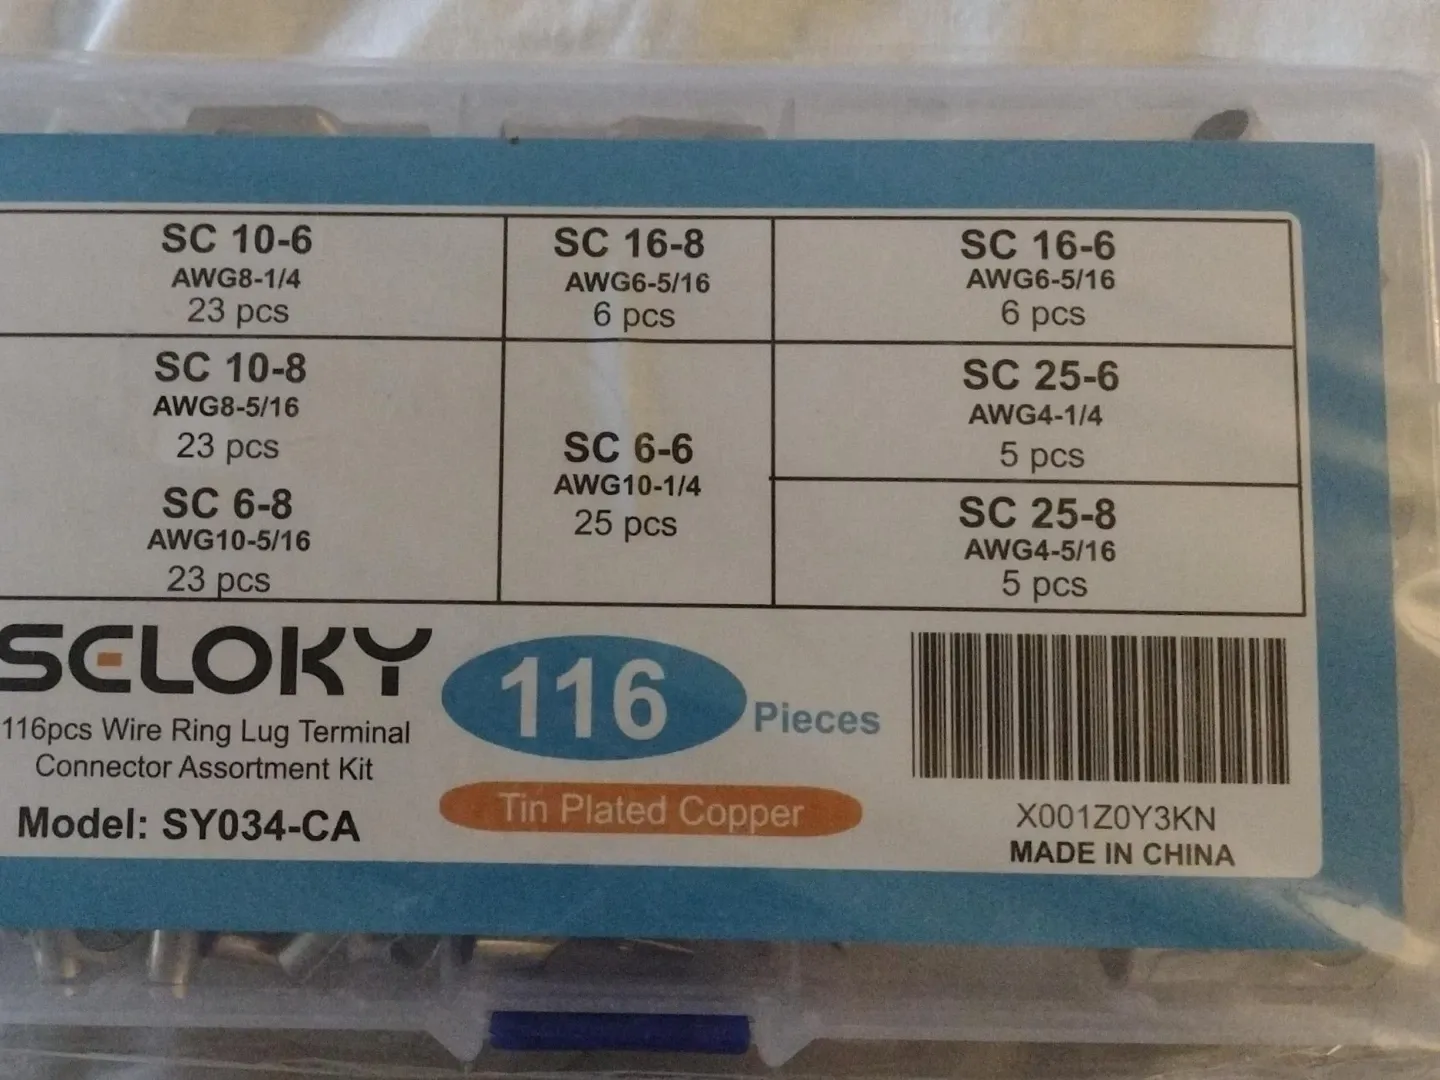 SC 10-6
AWG8-1/4
23 pcs
SC 16-8
AWG6-5/16
6 pcs
SC 16-6
AWG6-5/16
6 pcs
SC 10-8
AWG8-5/16
23 pcs
SC 6-8
AWG10-5/16
23 pcs
SC 6-6
AWG10-1/4
25 pcs
SC 25-6
AWG4-1/4
5 pcs
SC 25-8
AWG4-5/16
5 pcs
SELOKY
116pcs Wire Ring Lug Terminal
Connector Assortment Kit
Model: SY034-CA
116 Pieces
Tin Plated Copper
X001Z0Y3KN
MADE IN CHINA